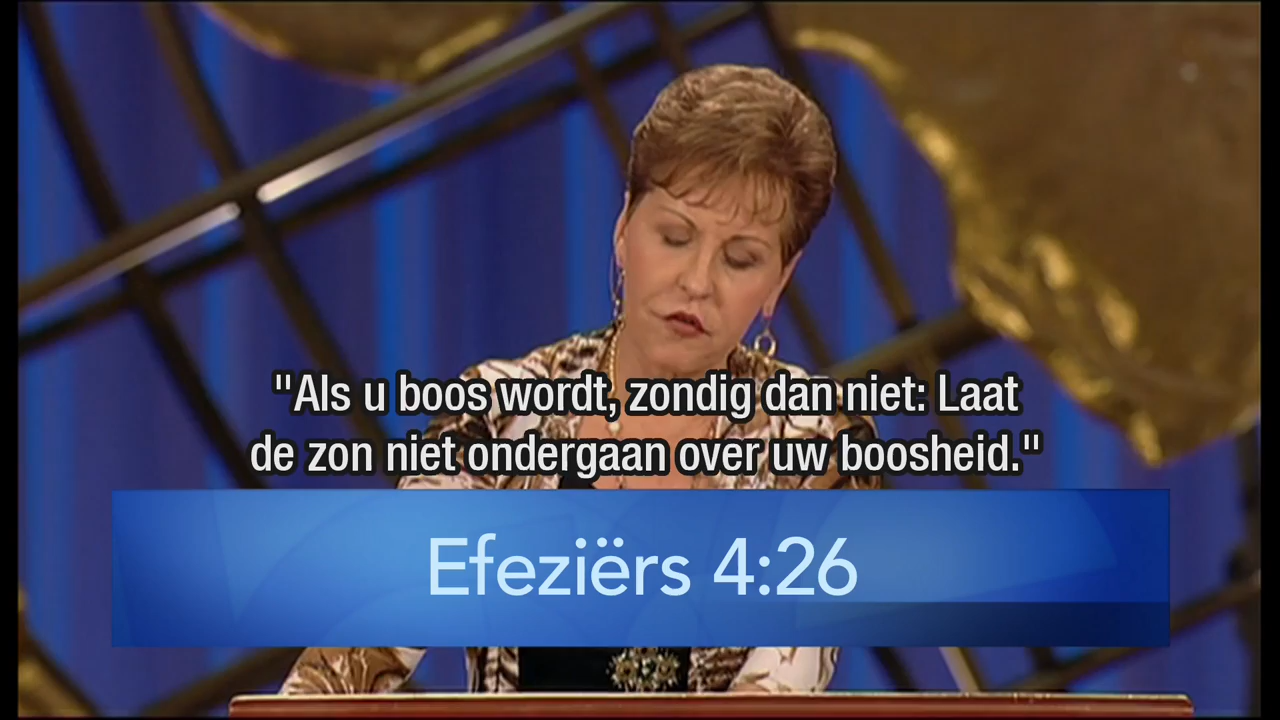 "Als u boos wordt, zondig dan niet: Laat
de zon niet ondergaan over uw boosheid."
Efeziërs 4:26